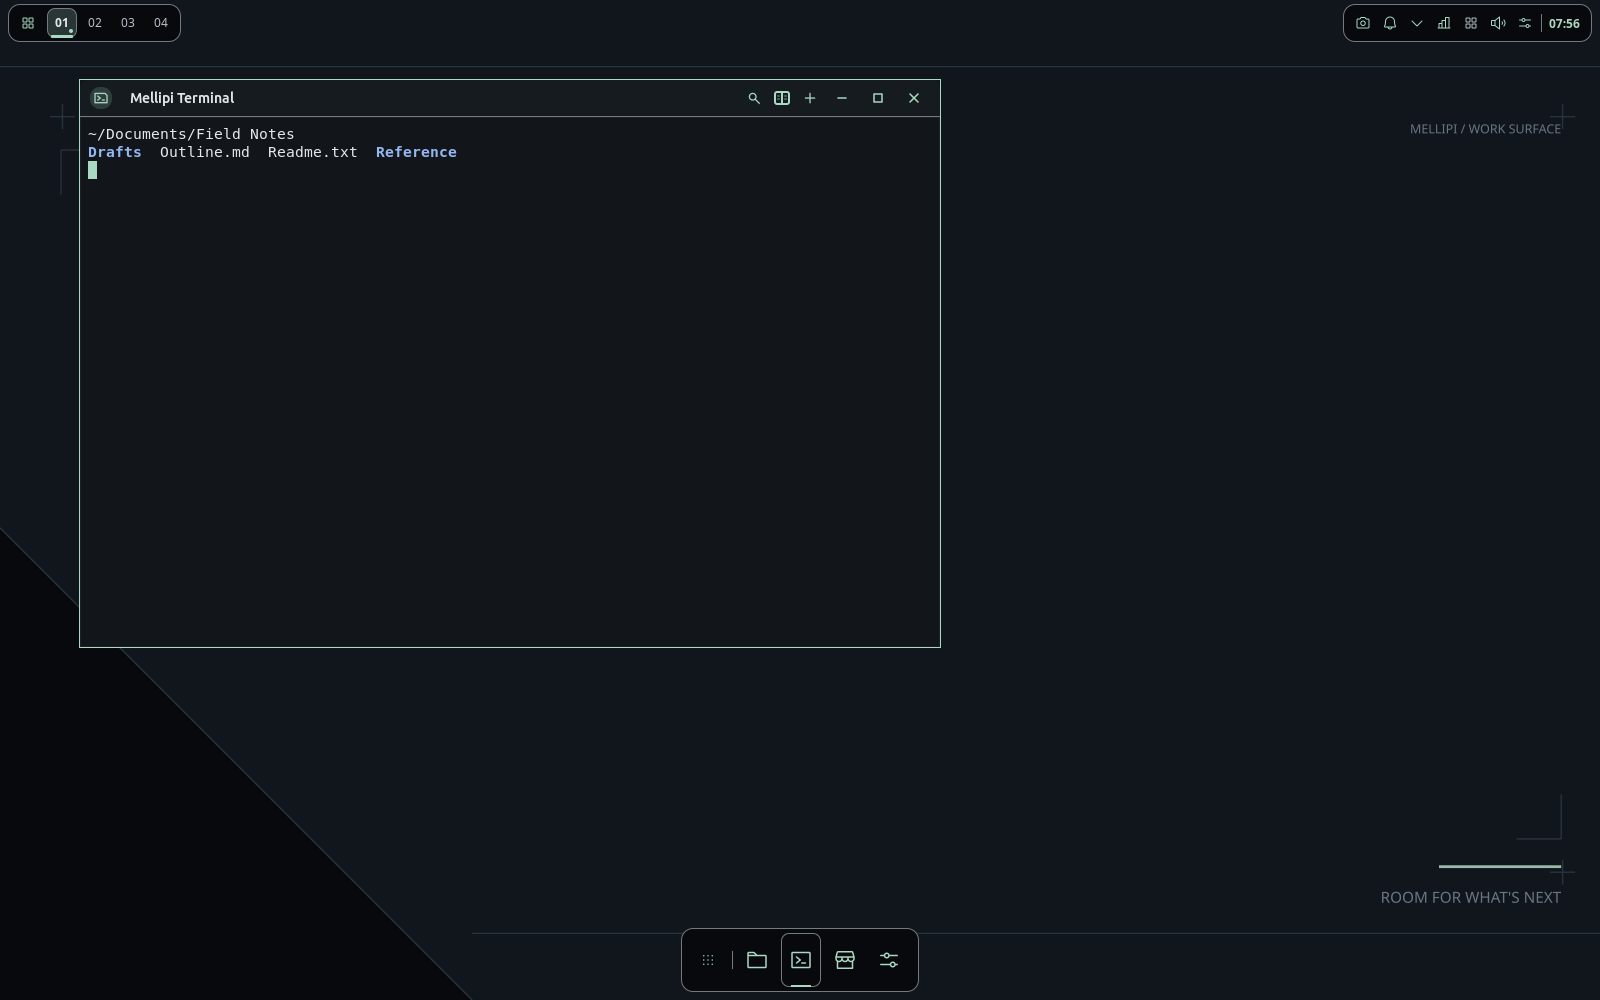 01 02 03 04
07:56
Mellipi Terminal
~/Documents/Field Notes
Drafts  Outline.md  Readme.txt  Reference
MELLIPI / WORK SURFACE
ROOM FOR WHAT'S NEXT